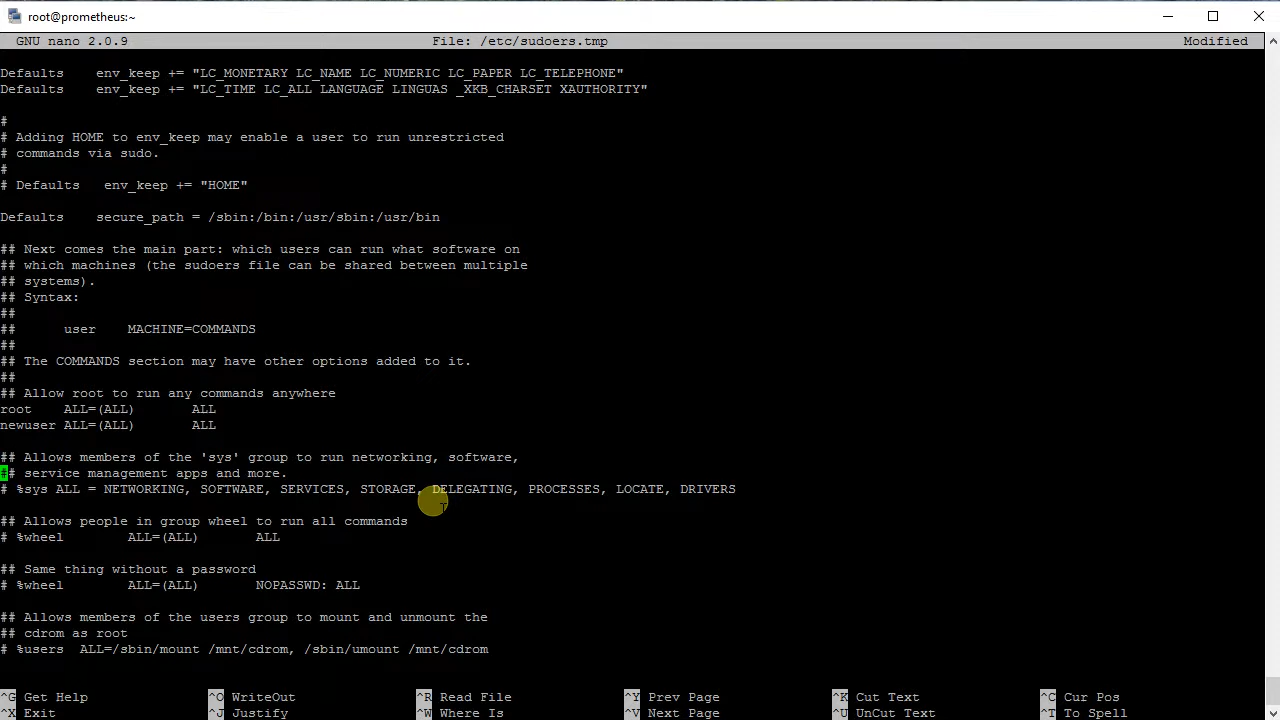 root@prometheus:~
GNU nano 2.0.9 File: /etc/sudoers.tmp Modified
Defaults env_keep += "LC_MONETARY LC_NAME LC_NUMERIC LC_PAPER LC_TELEPHONE"
Defaults env_keep += "LC_TIME LC_ALL LANGUAGE LINGUAS _XKB_CHARSET XAUTHORITY"
#
# Adding HOME to env_keep may enable a user to run unrestricted
# commands via sudo.
#
# Defaults env_keep += "HOME"
Defaults secure_path = /sbin:/bin:/usr/sbin:/usr/bin
## Next comes the main part: which users can run what software on
## which machines (the sudoers file can be shared between multiple
## systems).
## Syntax:
##
## user MACHINE=COMMANDS
##
## The COMMANDS section may have other options added to it.
##
## Allow root to run any commands anywhere
root ALL=(ALL) ALL
newuser ALL=(ALL) ALL
## Allows members of the 'sys' group to run networking, software,
## service management apps and more.
# %sys ALL = NETWORKING, SOFTWARE, SERVICES, STORAGE, DELEGATING, PROCESSES, LOCATE, DRIVERS
## Allows people in group wheel to run all commands
# %wheel ALL=(ALL) ALL
## Same thing without a password
# %wheel ALL=(ALL) NOPASSWD: ALL
## Allows members of the users group to mount and unmount the
## cdrom as root
# %users ALL=/sbin/mount /mnt/cdrom, /sbin/umount /mnt/cdrom
^G Get Help ^O WriteOut ^R Read File ^Y Prev Page ^K Cut Text ^C Cur Pos
^X Exit ^J Justify ^W Where Is ^V Next Page ^U UnCut Text ^T To Spell